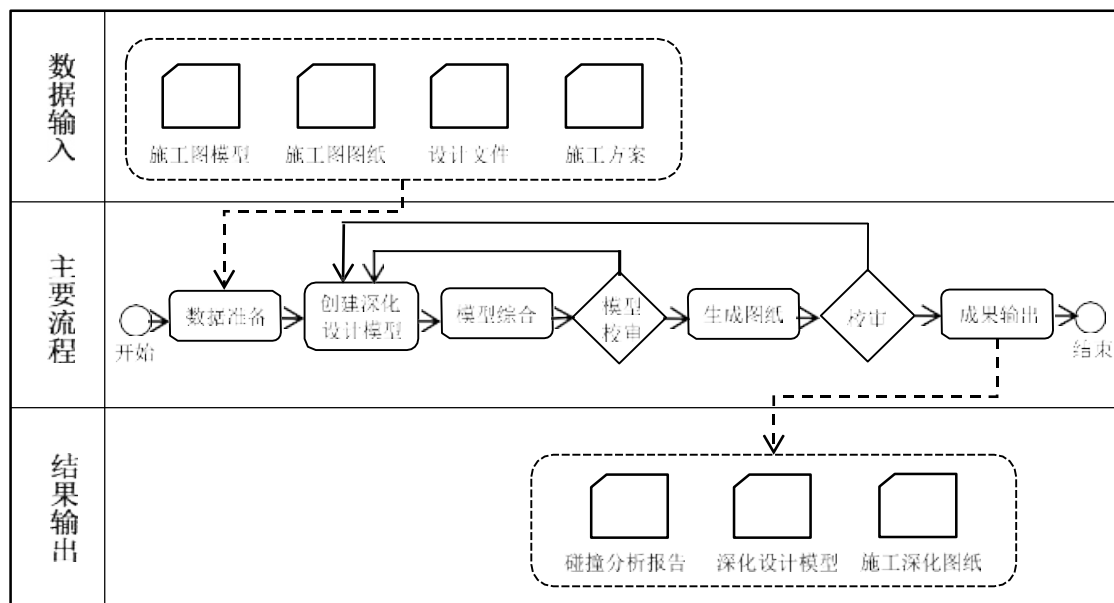 数据输入
施工图模型
施工图图纸
设计文件
施工方案
主要流程
开始
数据准备
创建深化
设计模型
模型综合
模型
校审
生成图纸
校审
成果输出
结束
结果输出
碰撞分析报告
深化设计模型
施工深化图纸